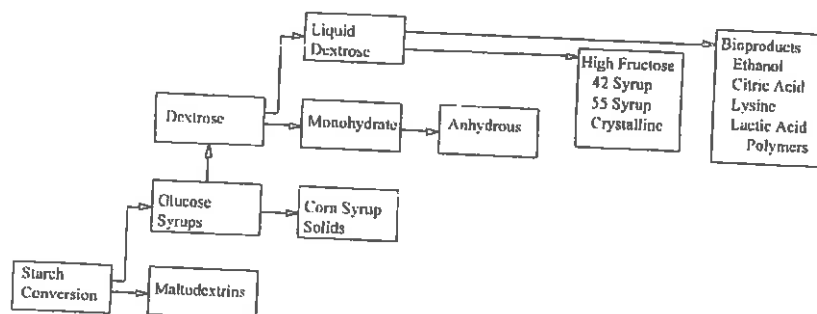 Liquid
Dextrose
Bioproducts
Ethanol
Citric Acid
Lysine
Lactic Acid
Polymers
High Fructose
42 Syrup
55 Syrup
Crystalline
Dextrose
Monohydrate
Anhydrous
Glucose
Syrups
Corn Syrup
Solids
Starch
Conversion
Maltodextrins